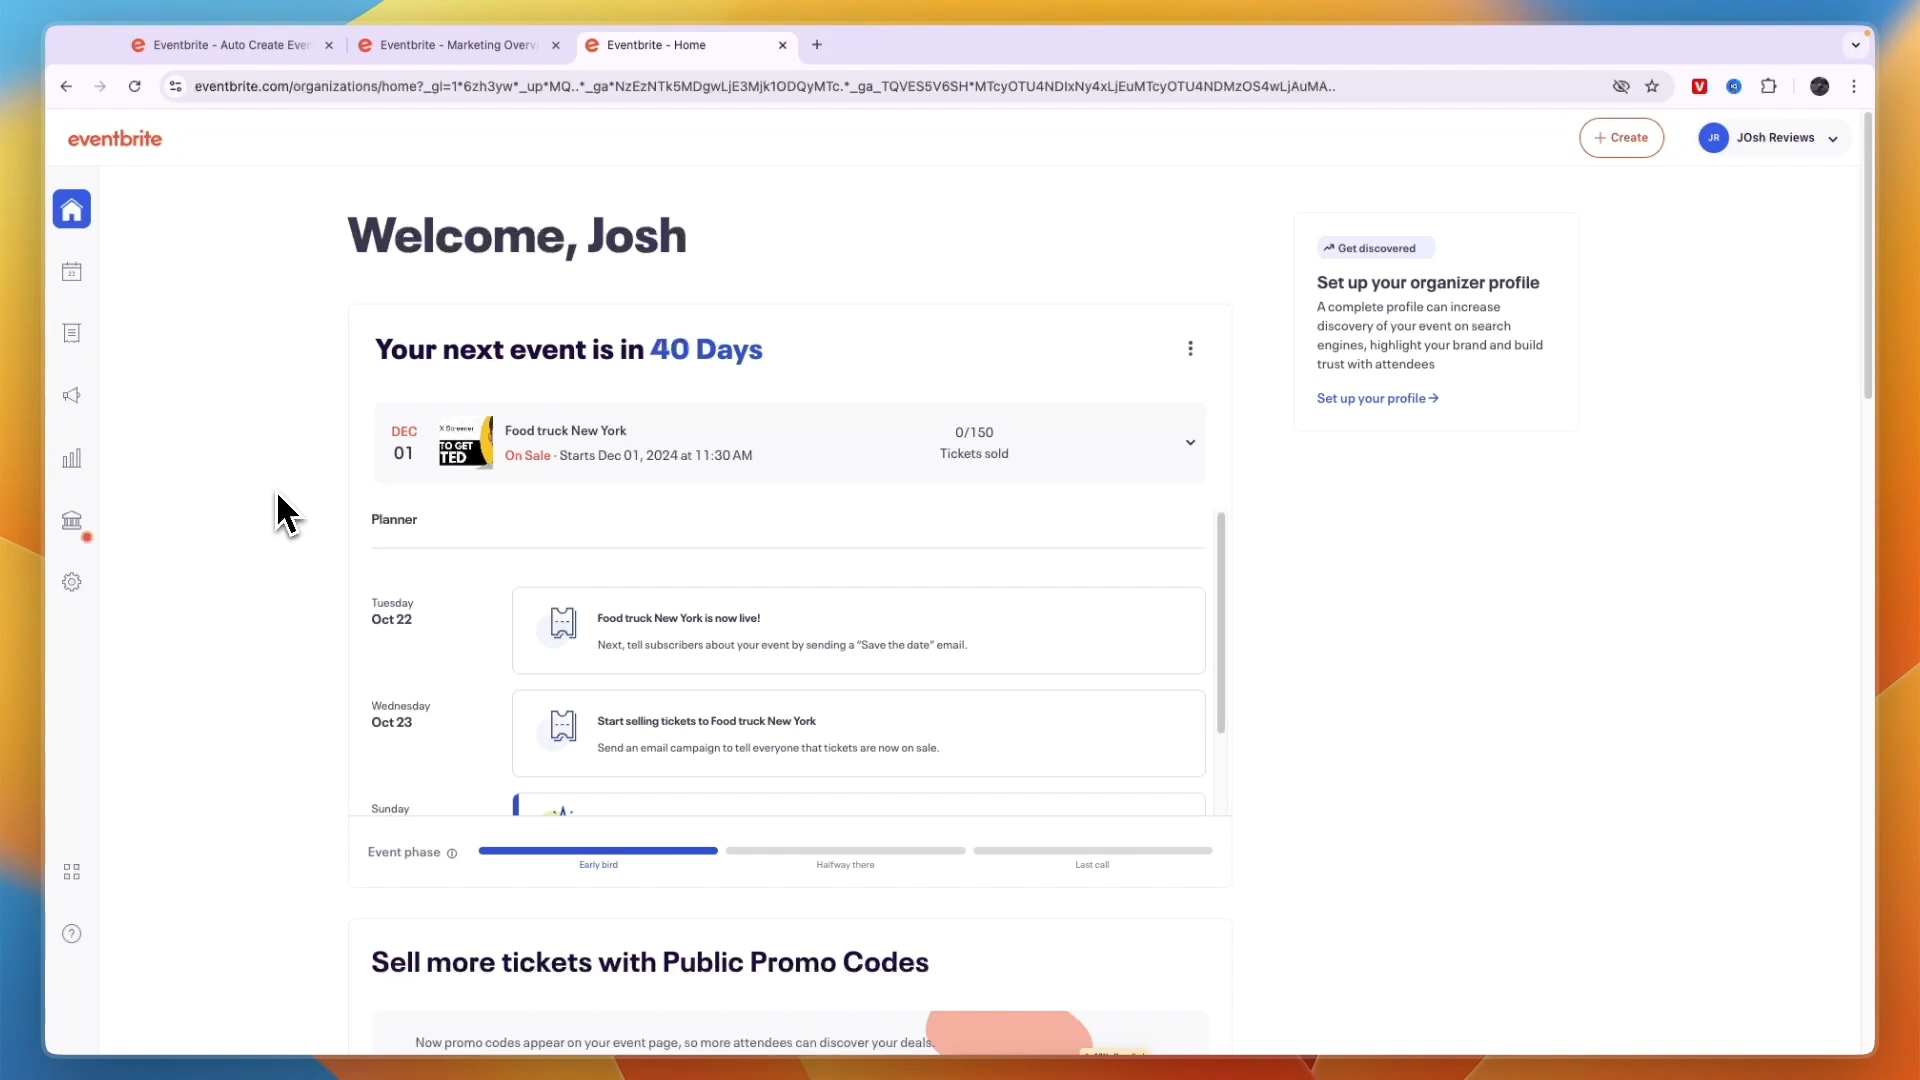 Eventbrite - Auto Create Even
Eventbrite - Marketing Overvi
Eventbrite - Home
eventbrite.com/organizations/home?_gl=1*6zh3yw*_up*MQ..*_ga*NzEzNTk5MDgwLjE3Mjk1ODQyMTc.*_ga_TQVES5V6SH*MTcyOTU4NDIxNy4xLjEuMTcyOTU4NDMzOS4wLjAuMA..
eventbrite
+ Create
JR
JOsh Reviews
22
Welcome, Josh
Get discovered
Set up your organizer profile
A complete profile can increase
discovery of your event on search
engines, highlight your brand and build
trust with attendees
Set up your profile →
Your next event is in 40 Days
DEC
01
TO GET
TED
Food truck New York
On Sale · Starts Dec 01, 2024 at 11:30 AM
0/150
Tickets sold
Planner
Tuesday
Oct 22
Food truck New York is now live!
Next, tell subscribers about your event by sending a "Save the date" email.
Wednesday
Oct 23
Start selling tickets to Food truck New York
Send an email campaign to tell everyone that tickets are now on sale.
Sunday
Event phase
Early bird
Halfway there
Last call
Sell more tickets with Public Promo Codes
Now promo codes appear on your event page, so more attendees can discover your deals.